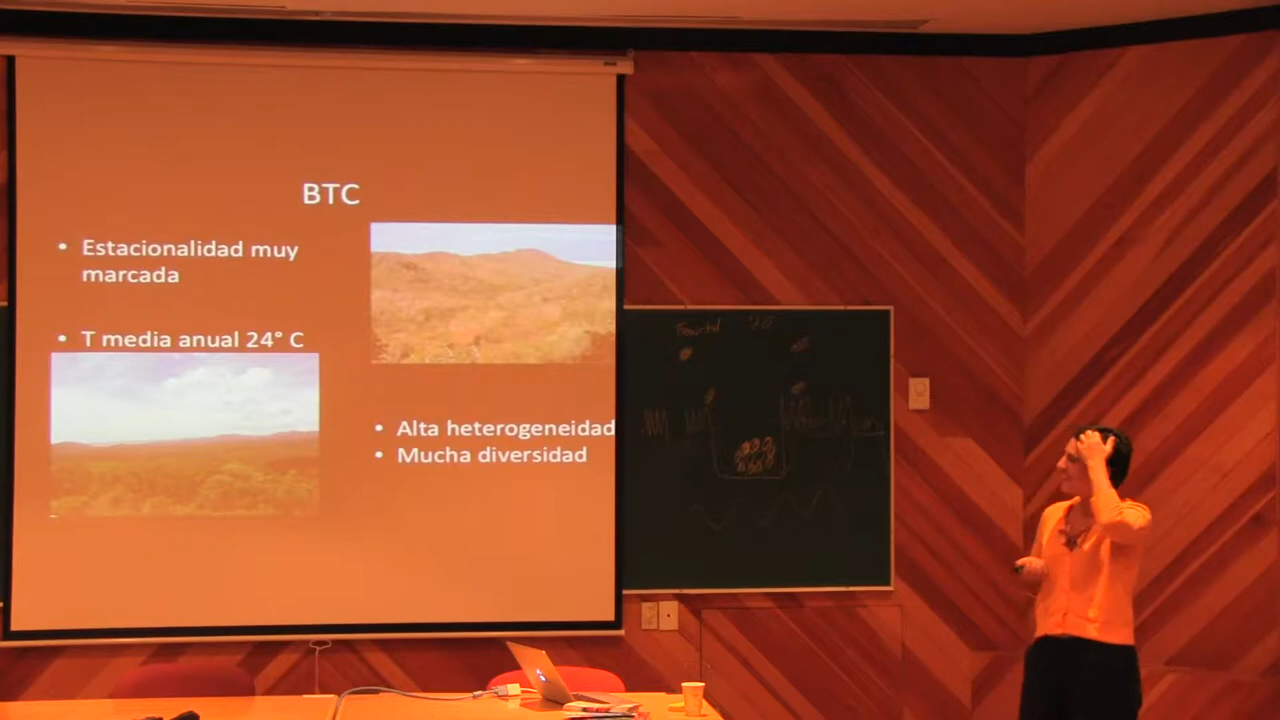 BTC
• Estacionalidad muy
marcada
• T media anual 24° C
• Alta heterogeneidad
• Mucha diversidad